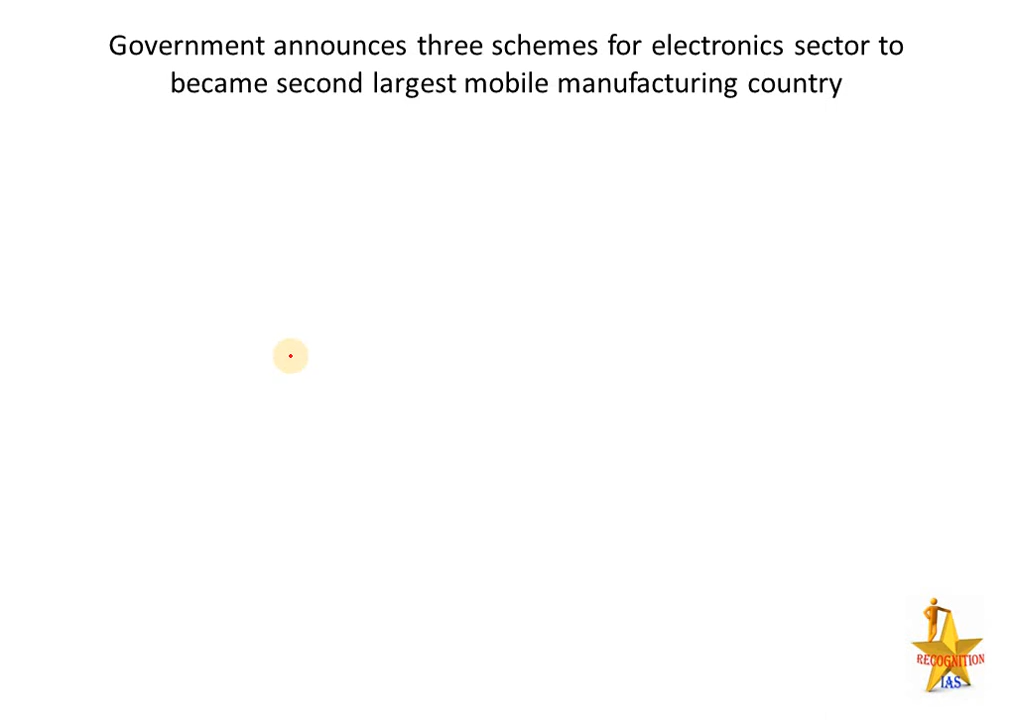 Government announces three schemes for electronics sector to
became second largest mobile manufacturing country
RECOGNITION
IAS